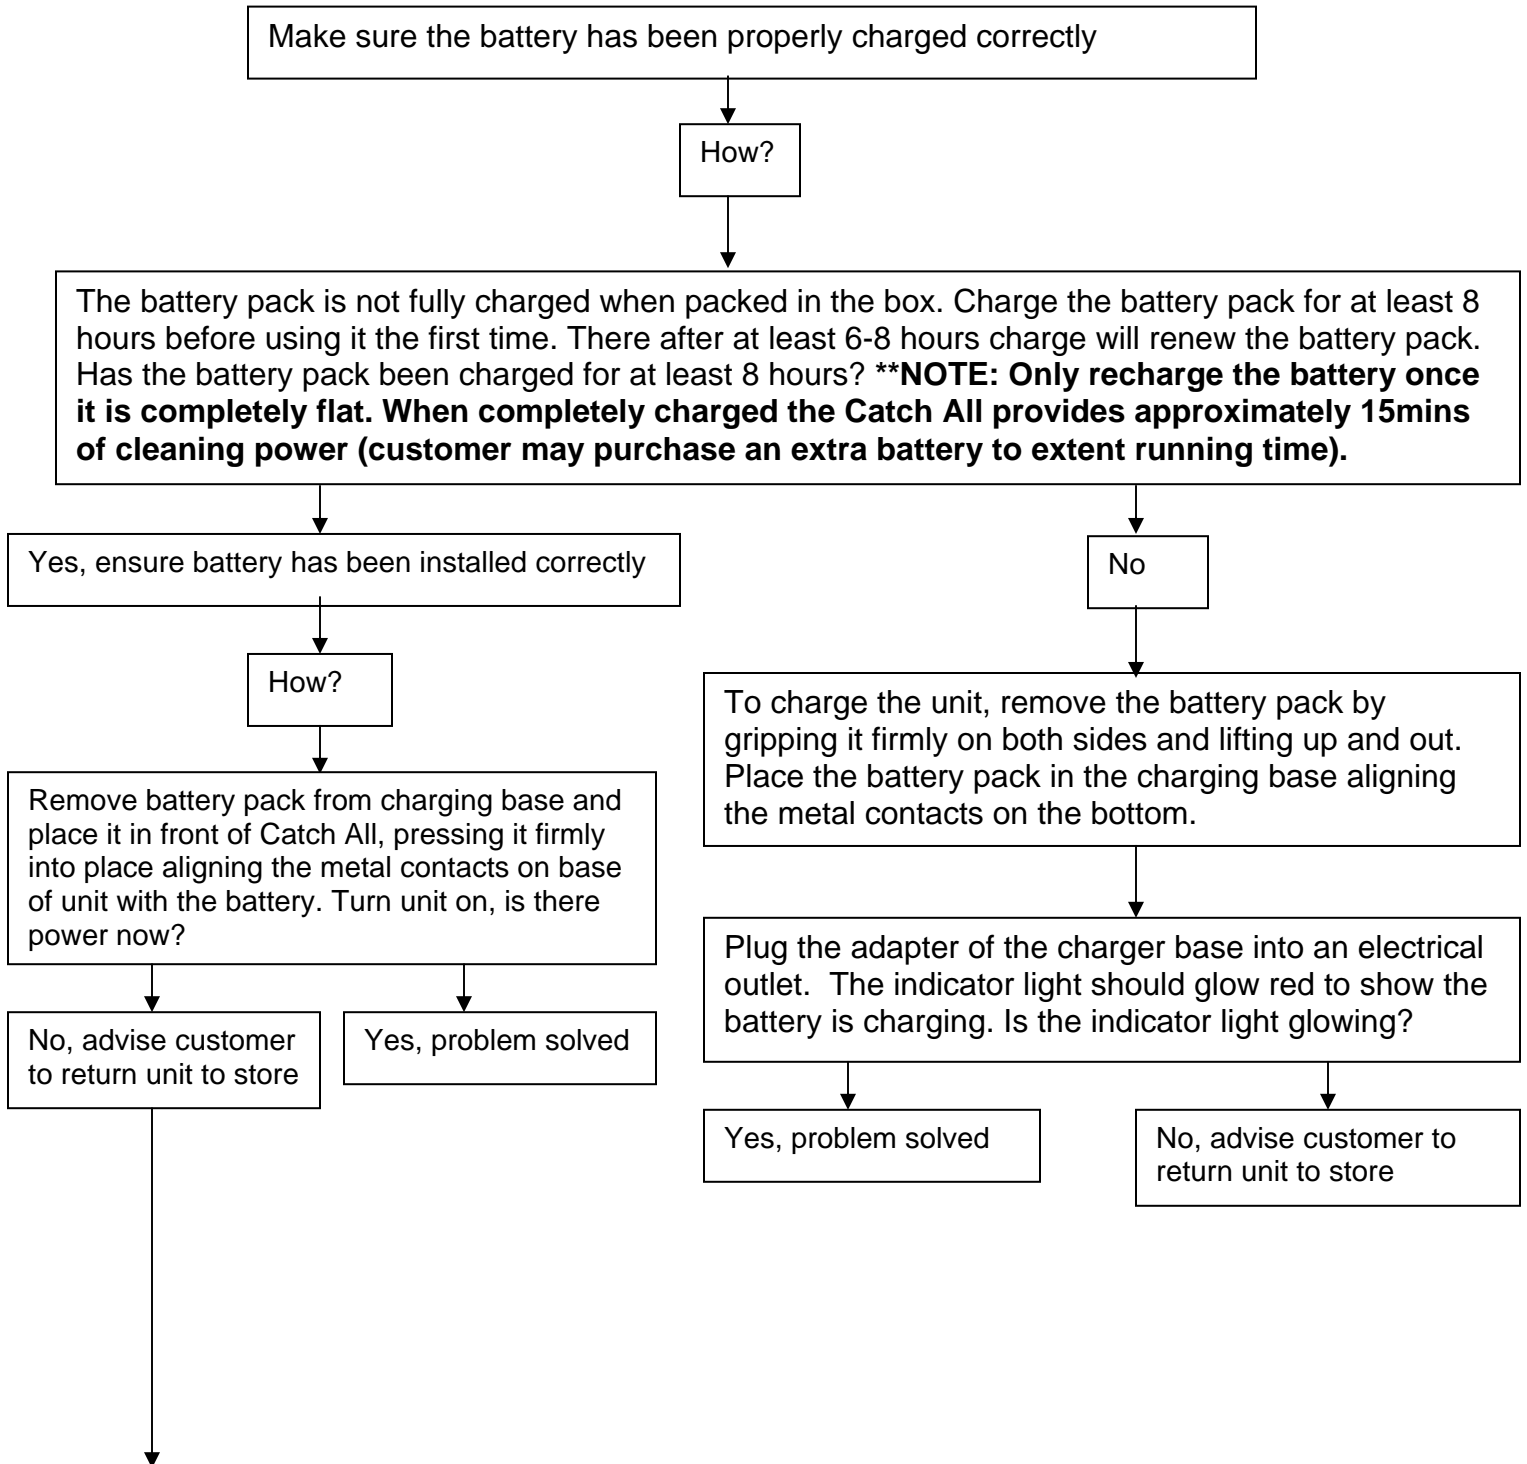 Make sure the battery has been properly charged correctly
How?
The battery pack is not fully charged when packed in the box. Charge the battery pack for at least 8
hours before using it the first time. There after at least 6-8 hours charge will renew the battery pack.
Has the battery pack been charged for at least 8 hours? **NOTE: Only recharge the battery once
it is completely flat. When completely charged the Catch All provides approximately 15mins
of cleaning power (customer may purchase an extra battery to extent running time).
Yes, ensure battery has been installed correctly
No
How?
Remove battery pack from charging base and
place it in front of Catch All, pressing it firmly
into place aligning the metal contacts on base
of unit with the battery. Turn unit on, is there
power now?
To charge the unit, remove the battery pack by
gripping it firmly on both sides and lifting up and out.
Place the battery pack in the charging base aligning
the metal contacts on the bottom.
Plug the adapter of the charger base into an electrical
outlet.  The indicator light should glow red to show the
battery is charging. Is the indicator light glowing?
No, advise customer
to return unit to store
Yes, problem solved
Yes, problem solved
No, advise customer to
return unit to store